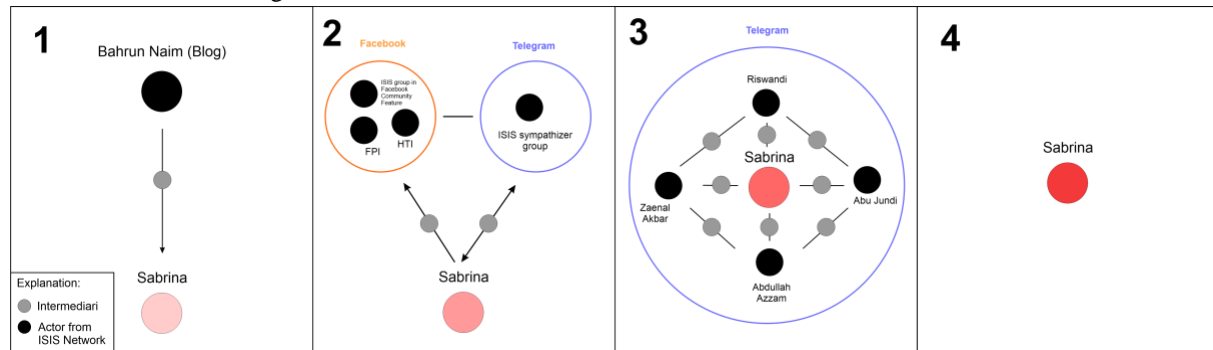 1
Bahrun Naim (Blog)
Sabrina
Explanation:
Intermediari
Actor from
ISIS Network
2
Facebook
ISIS group in
Facebook
Community
Feature
FPI
HTI
Telegram
ISIS sympathizer
group
Sabrina
3
Telegram
Riswandi
Sabrina
Zaenal
Akbar
Abu Jundi
Abdullah
Azzam
4
Sabrina